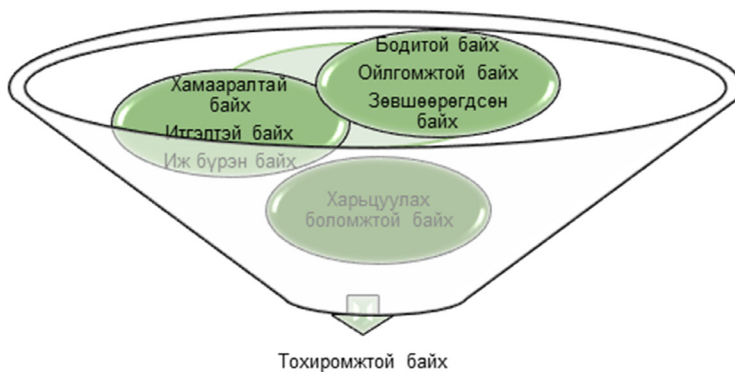 Бодитой байх
Ойлгомжтой байх
Зөвшөөрөгдсөн
байх
Хамааралтай
байх
Итгэлтэй байх
Иж бүрэн байх
Харьцуулах
боломжтой байх
Тохиромжтой байх